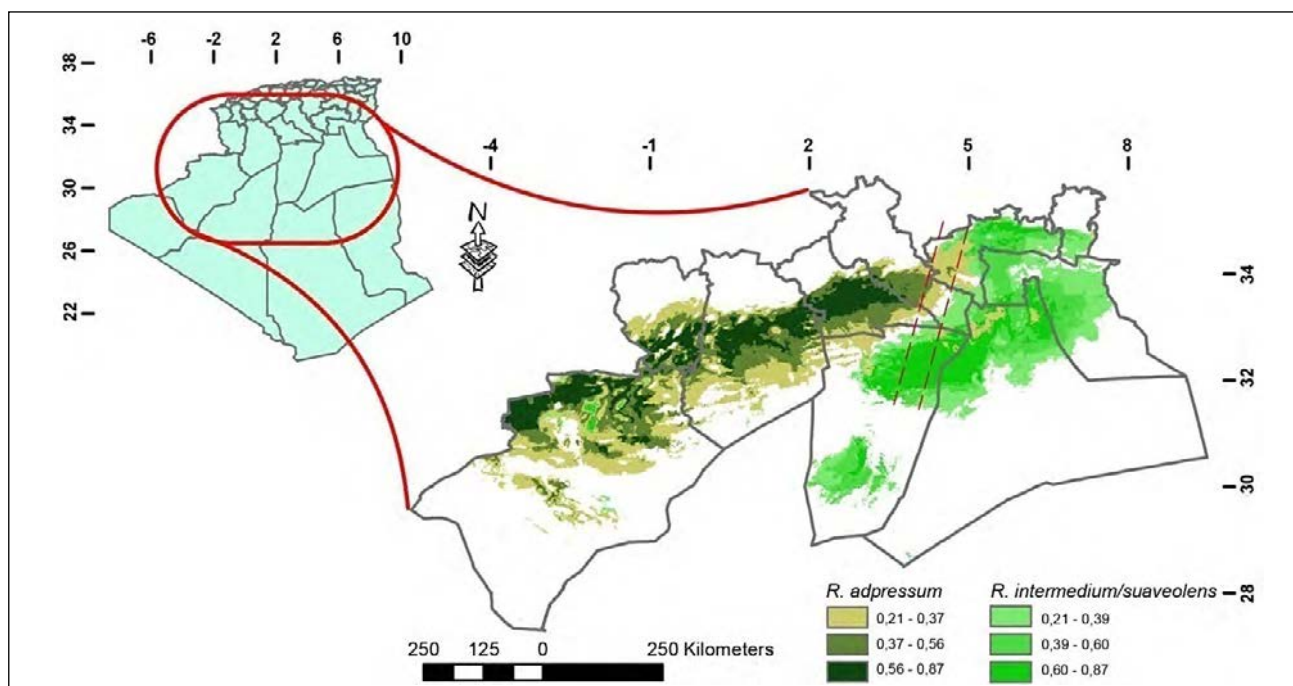 -6 -2 2 6 10
38
34
30
26
22
-4 -1 2 5 8
N
34
32
30
28
R. adpressum
0,21 - 0,37
0,37 - 0,56
0,56 - 0,87
R. intermedium/suaveolens
0,21 - 0,39
0,39 - 0,60
0,60 - 0,87
250 125 0 250 Kilometers